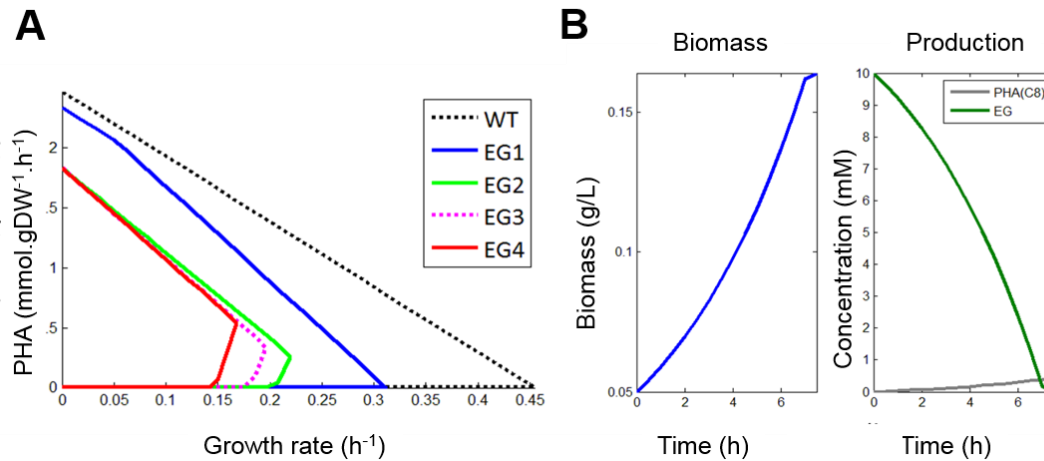 A
PHA (mmol.gDW-1.h-1)
2
.5
1
.5
0
0
0.05
0.1
0.15
0.2
0.25
0.3
0.35
0.4
0.45
Growth rate (h-1)
WT
EG1
EG2
EG3
EG4
B
Biomass
Biomass (g/L)
0.15
0.1
0.05
0
2
4
6
Time (h)
Production
Concentration (mM)
10
9
8
7
6
5
4
3
2
1
0
0
2
4
6
Time (h)
PHA(C8)
EG